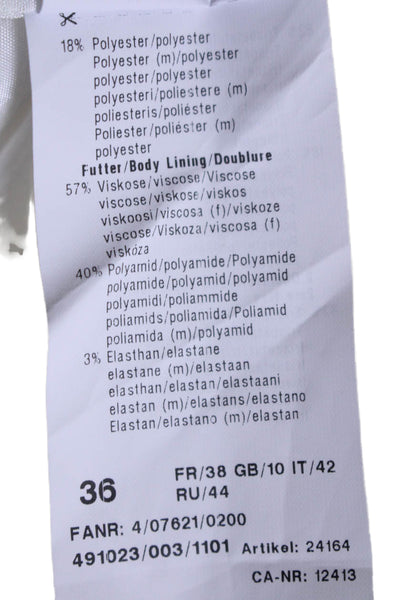 18% Polyester/polyester
Polyester (m)/polyester
polyester/polyester
polyesteri/poliestere (m)
poliesteris/poliéster
Poliester/poliéster (m)
polyester
Futter/Body Lining/Doublure
57% Viskose/viscose/Viscose
viscose/viskose/viskos
viskoosi/viscosa (f)/viskoze
viscose/Viskoza/viscosa (f)
viskóza
40% Polyamid/polyamide/Polyamide
polyamide/polyamid/polyamid
polyamidi/poliammide
poliamids/poliamida/Poliamid
poliamida (m)/polyamid
3% Elasthan/elastane
elastane (m)/elastaan
elasthan/elastan/elastaani
elastan (m)/elastans/elastano
Elastan/elastano (m)/elastan
36 FR/38 GB/10 IT/42
RU/44
FANR: 4/07621/0200
491023/003/1101 Artikel: 24164
CA-NR: 12413